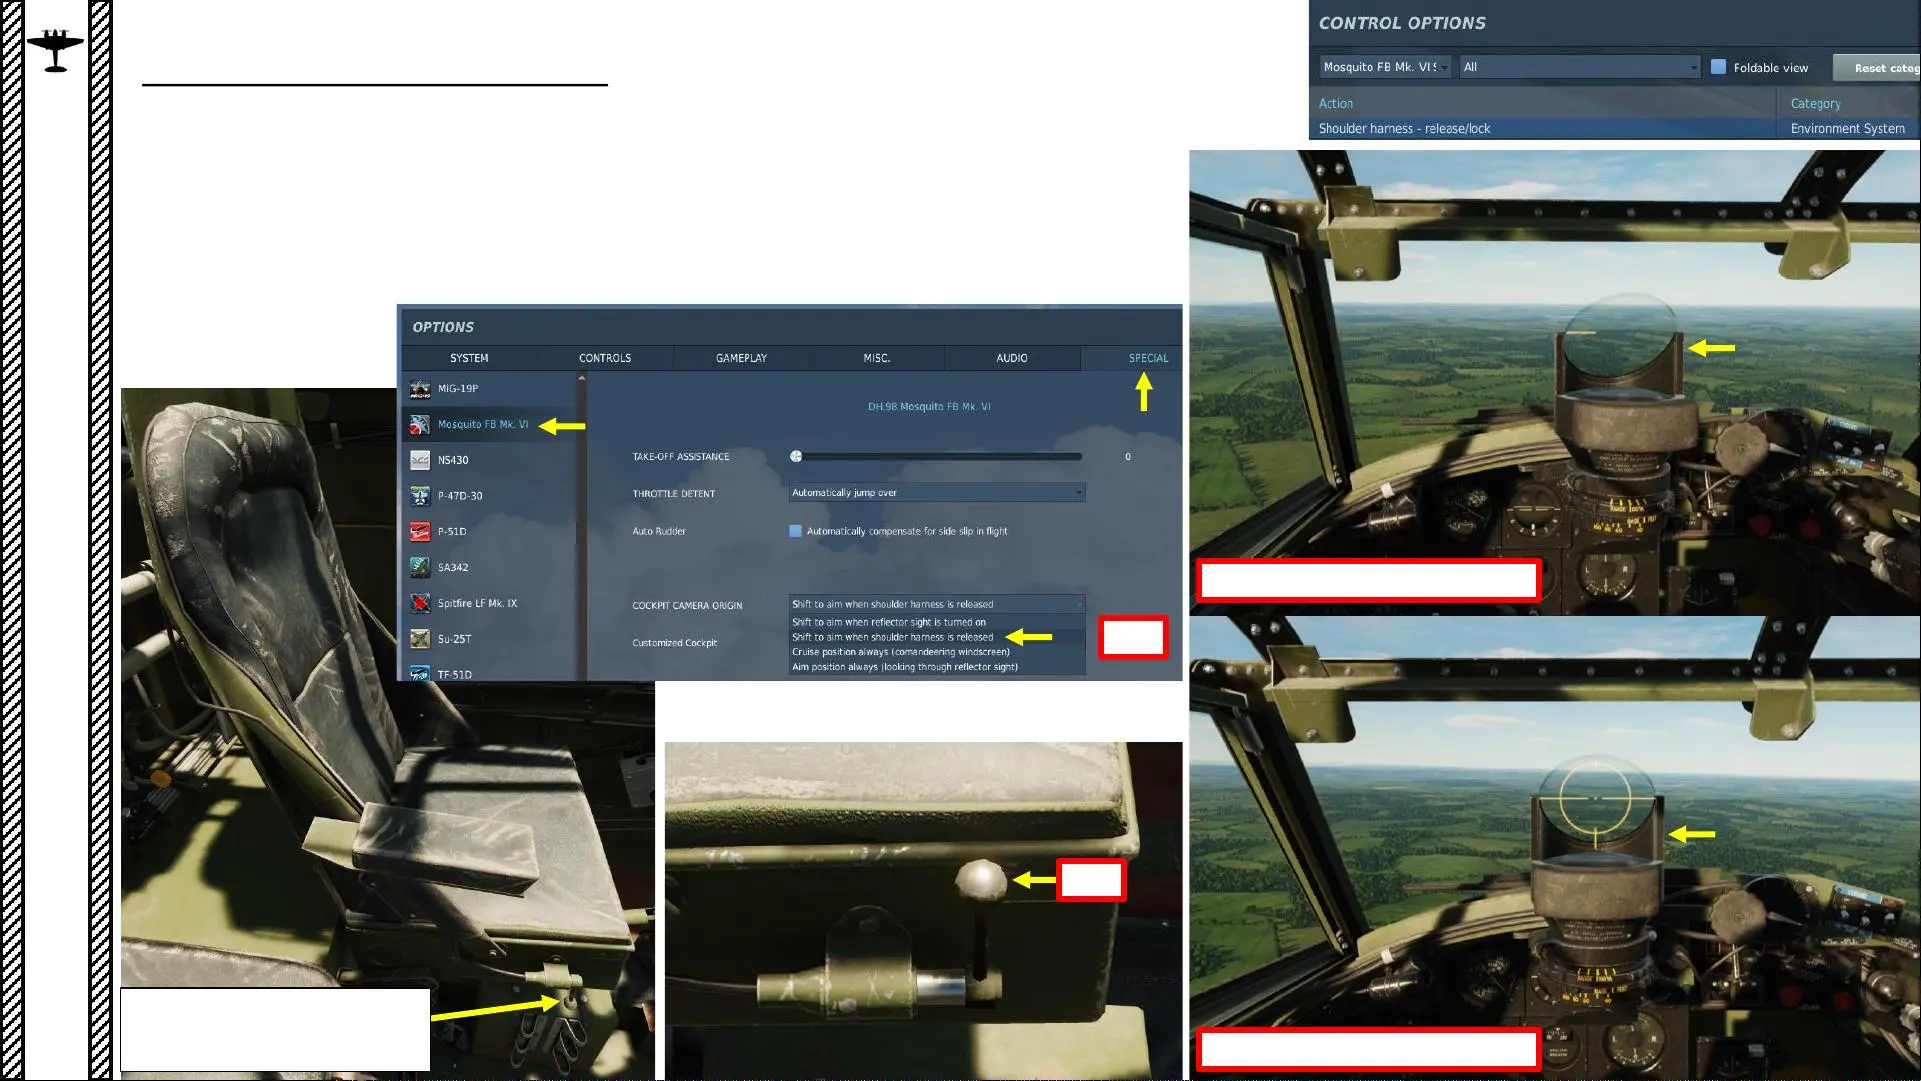 CONTROL OPTIONS
Mosquito FB Mk. VI S
All
Foldable view
Reset categ
Action
Category
Shoulder harness - release/lock
Environment System
OPTIONS
SYSTEM
CONTROLS
GAMEPLAY
MISC.
AUDIO
SPECIAL
MiG-19P
Mosquito FB Mk. VI
NS430
P-47D-30
P-51D
SA342
Spitfire LF Mk. IX
Su-25T
TF-51D
DH.98 Mosquito FB Mk. VI
TAKE-OFF ASSISTANCE
0
THROTTLE DETENT
Automatically jump over
Auto Rudder
Automatically compensate for side slip in flight
COCKPIT CAMERA ORIGIN
Shift to aim when shoulder harness is released
Shift to aim when reflector sight is turned on
Shift to aim when shoulder harness is released
Customized Cockpit
Cruise position always (comandeering windscreen)
Aim position always (looking through reflector sight)
L
R
L
R